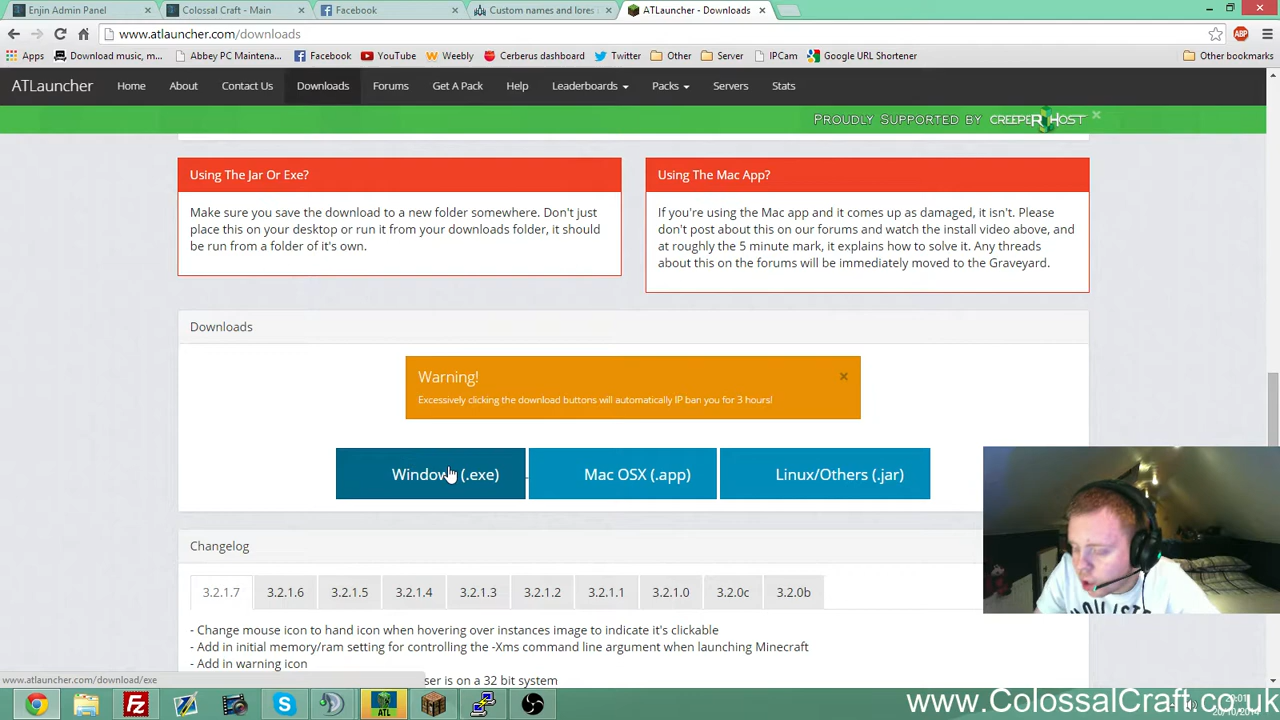 Enjin Admin Panel
Colossal Craft - Main
Facebook
Custom names and lores
ATLauncher - Downloads
www.atlauncher.com/downloads
Apps
Download music, m...
Abbey PC Maintena...
Facebook
YouTube
Weebly
Cerberus dashboard
Twitter
Other
Server
IPCam
Google URL Shortener
Other bookmarks
ATLauncher
Home
About
Contact Us
Downloads
Forums
Get A Pack
Help
Leaderboards
Packs
Servers
Stats
PROUDLY SUPPORTED BY CREEPERHOST
Using The Jar Or Exe?
Make sure you save the download to a new folder somewhere. Don't just
place this on your desktop or run it from your downloads folder, it should
be run from a folder of it's own.
Using The Mac App?
If you're using the Mac app and it comes up as damaged, it isn't. Please
don't post about this on our forums and watch the install video above, and
at roughly the 5 minute mark, it explains how to solve it. Any threads
about this on the forums will be immediately moved to the Graveyard.
Downloads
Warning!
Excessively clicking the download buttons will automatically IP ban you for 3 hours!
Windows (.exe)
Mac OSX (.app)
Linux/Others (.jar)
Changelog
3.2.1.7
3.2.1.6
3.2.1.5
3.2.1.4
3.2.1.3
3.2.1.2
3.2.1.1
3.2.1.0
3.2.0c
3.2.0b
- Change mouse icon to hand icon when hovering over instances image to indicate it's clickable
- Add in initial memory/ram setting for controlling the -Xms command line argument when launching Minecraft
- Add in warning icon
ser is on a 32 bit system
www.atlauncher.com/download/exe
ATL
www.ColossalCraft.co.uk
20:01
20/10/2014